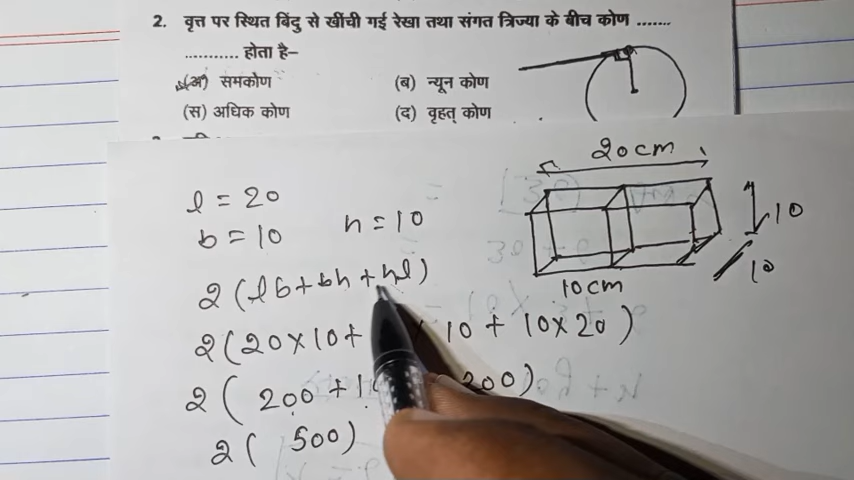 2. वृत्त पर स्थित बिंदु से खींची गई रेखा तथा संगत त्रिज्या के बीच कोण .......
........... होता है–
(अ) समकोण (ब) न्यून कोण
(स) अधिक कोण (द) वृहत् कोण
20cm
l = 20
b = 10 h = 10
10
10
10cm
2(lb+bh+hl)
2(20×10+ 10 + 10×20)
2( 200 + 200)
2( 500)